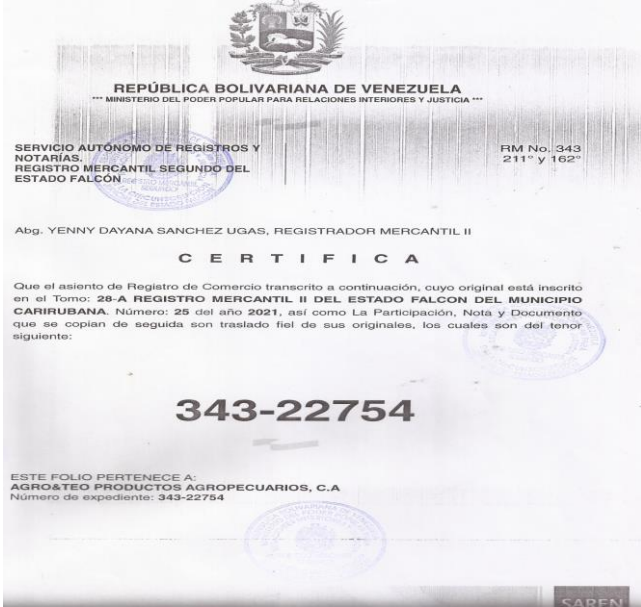 REPÚBLICA BOLIVARIANA DE VENEZUELA
*** MINISTERIO DEL PODER POPULAR PARA RELACIONES INTERIORES Y JUSTICIA ***
SERVICIO AUTÓNOMO DE REGISTROS Y
NOTARÍAS.
REGISTRO MERCANTIL SEGUNDO DEL
ESTADO FALCÓN
RM No. 343
211° y 162°
Abg. YENNY DAYANA SANCHEZ UGAS, REGISTRADOR MERCANTIL II
C E R T I F I C A
Que el asiento de Registro de Comercio transcrito a continuación, cuyo original está inscrito
en el Tomo: 28-A REGISTRO MERCANTIL II DEL ESTADO FALCON DEL MUNICIPIO
CARIRUBANA. Número: 25 del año 2021, así como La Participación, Nota y Documento
que se copian de seguida son traslado fiel de sus originales, los cuales son del tenor
siguiente:
343-22754
ESTE FOLIO PERTENECE A:
AGRO&TEO PRODUCTOS AGROPECUARIOS, C.A
Número de expediente: 343-22754
SAREN